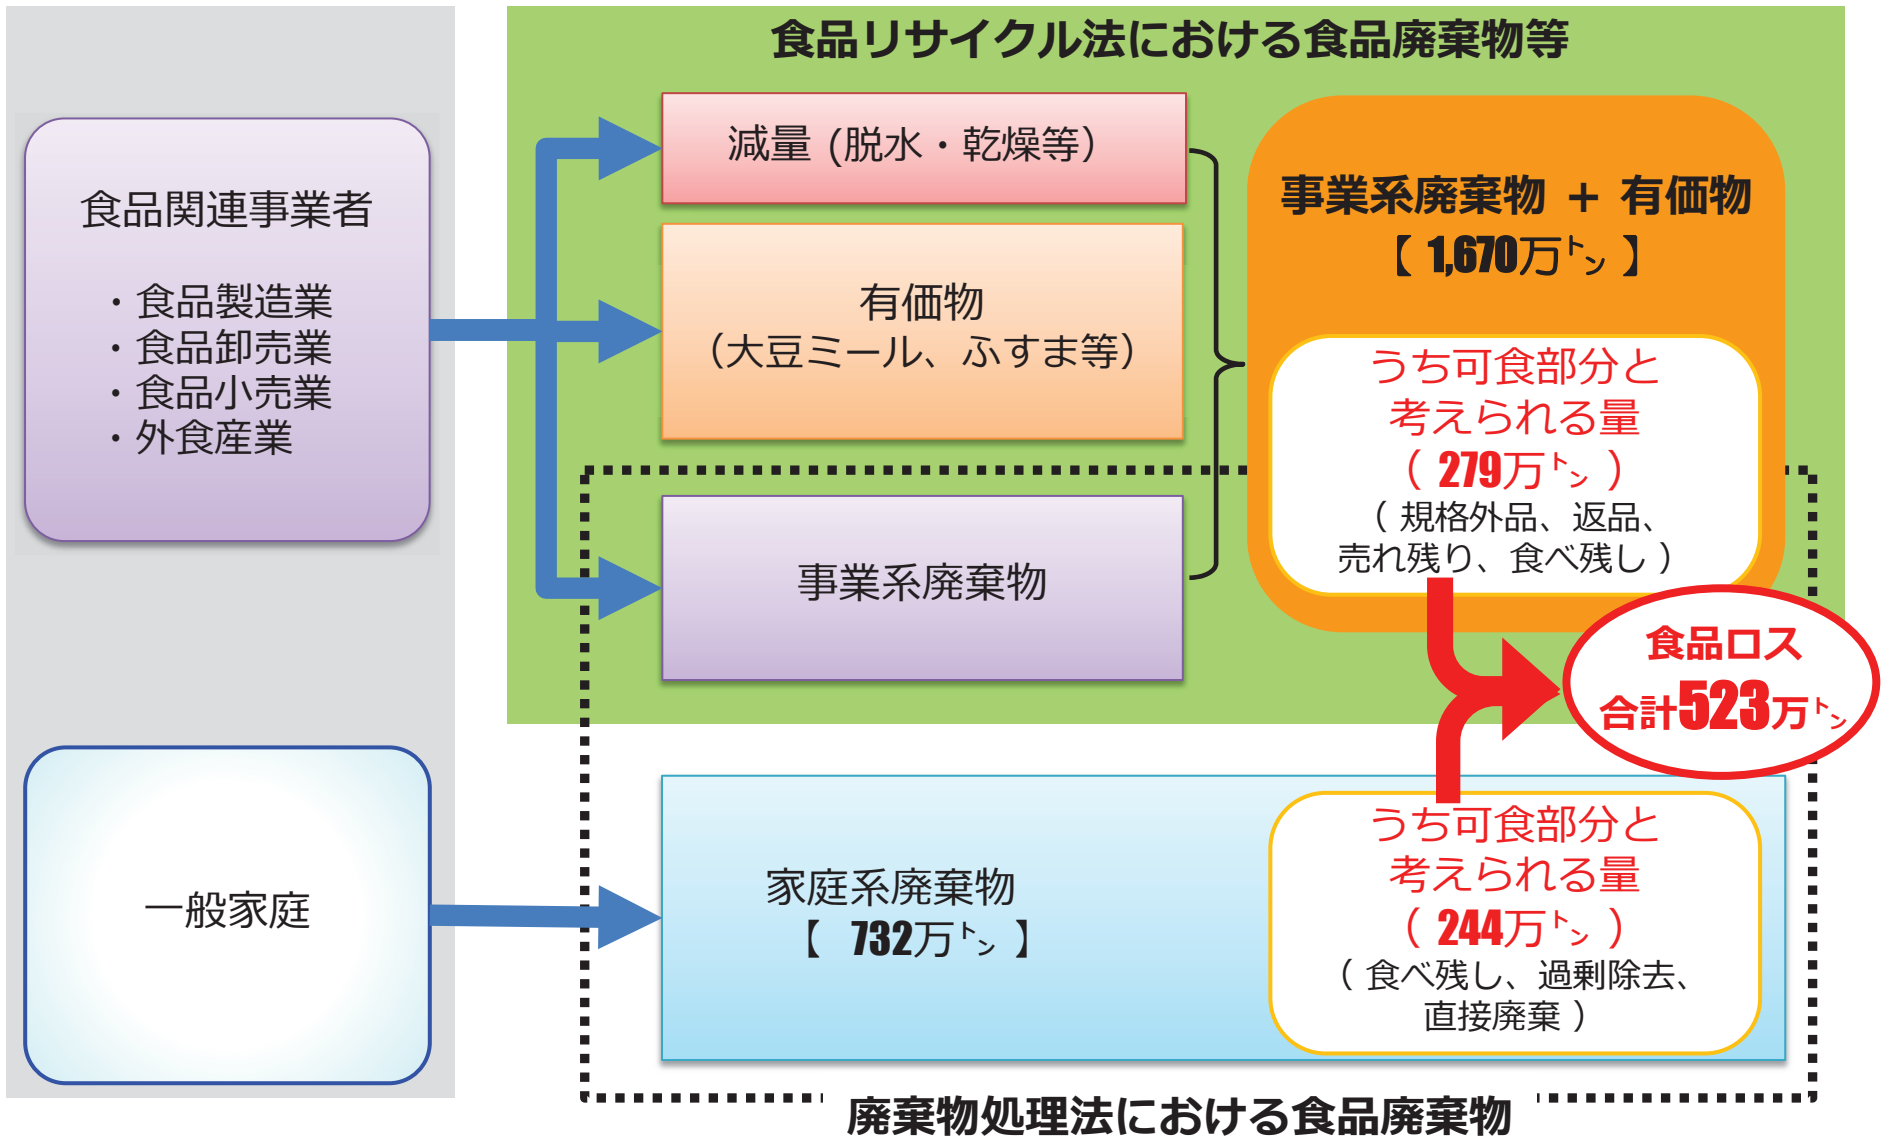 食品リサイクル法における食品廃棄物等
食品関連事業者
・食品製造業
・食品卸売業
・食品小売業
・外食産業
減量 (脱水・乾燥等）
有価物
（大豆ミール、ふすま等）
事業系廃棄物
事業系廃棄物 + 有価物
【 1,670万㌧ 】
うち可食部分と
考えられる量
（ 279万㌧ ）
（ 規格外品、返品、
売れ残り、食べ残し ）
食品ロス
合計523万㌧
一般家庭
家庭系廃棄物
【 732万㌧ 】
うち可食部分と
考えられる量
（ 244万㌧ ）
（ 食べ残し、過剰除去、
直接廃棄 ）
廃棄物処理法における食品廃棄物